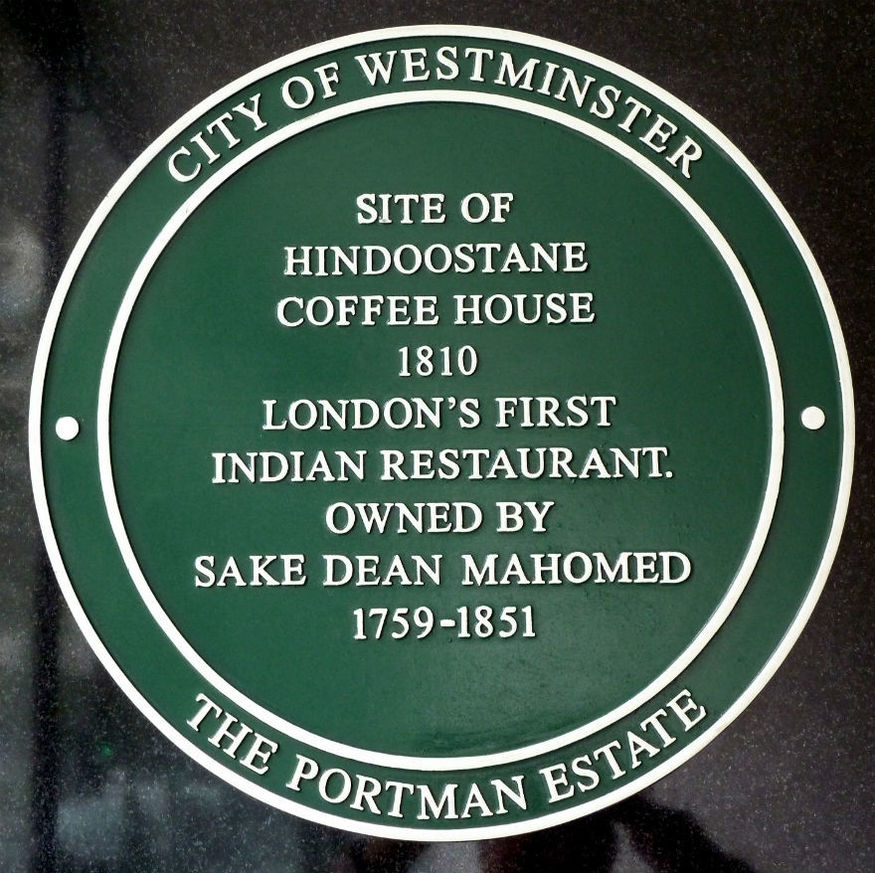 CITY OF WESTMINSTER
SITE OF
HINDOOSTANE
COFFEE HOUSE
1810
LONDON'S FIRST
INDIAN RESTAURANT.
OWNED BY
SAKE DEAN MAHOMED
1759-1851
THE PORTMAN ESTATE